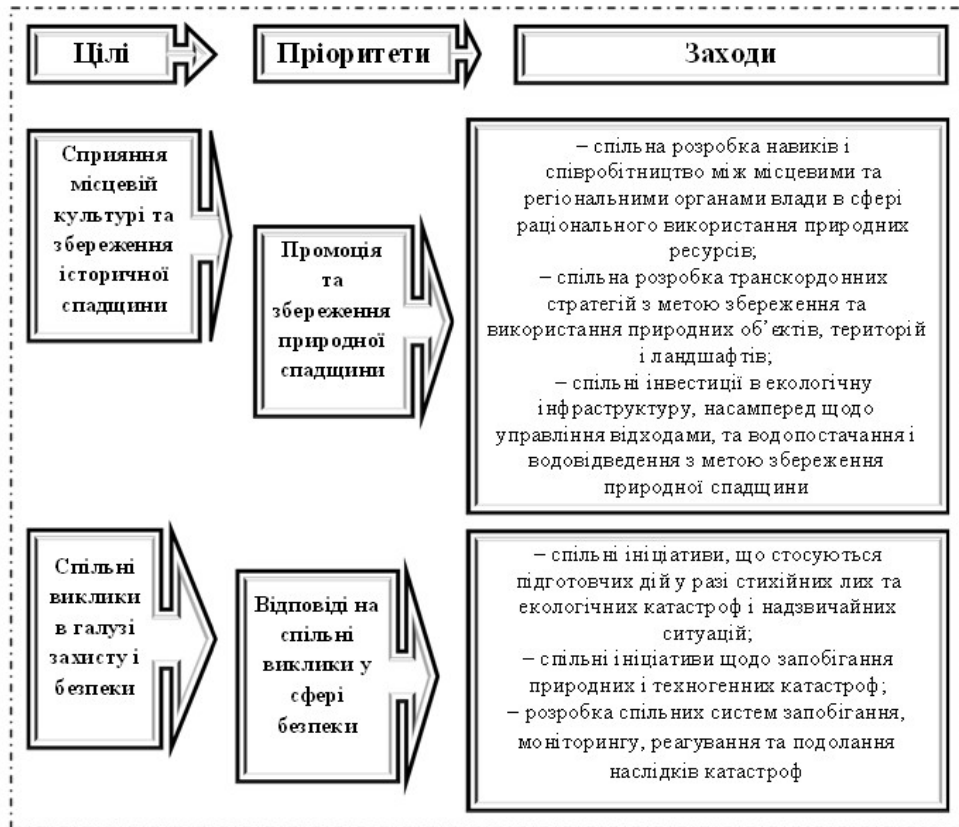 Цілі
Пріоритети
Заходи
Сприяння
місцевій
культурі та
збереження
історичної
спадщини
Промоція
та
збереження
природної
спадщини
– спільна розробка навиків і
співробітництво між місцевими та
регіональними органами влади в сфері
раціонального використання природних
ресурсів;
– спільна розробка транскордонних
стратегій з метою збереження та
використання природних об’єктів, територій
і ландшафтів;
– спільні інвестиції в екологічну
інфраструктуру, насамперед щодо
управління відходами, та водопостачання і
водовідведення з метою збереження
природної спадщини
Спільні
виклики
в галузі
захисту і
безпеки
Відповіді на
спільні
виклики у
сфері
безпеки
– спільні ініціативи, що стосуються
підготовчих дій у разі стихійних лих та
екологічних катастроф і надзвичайних
ситуацій;
– спільні ініціативи щодо запобігання
природних і техногенних катастроф;
– розробка спільних систем запобігання,
моніторингу, реагування та подолання
наслідків катастроф